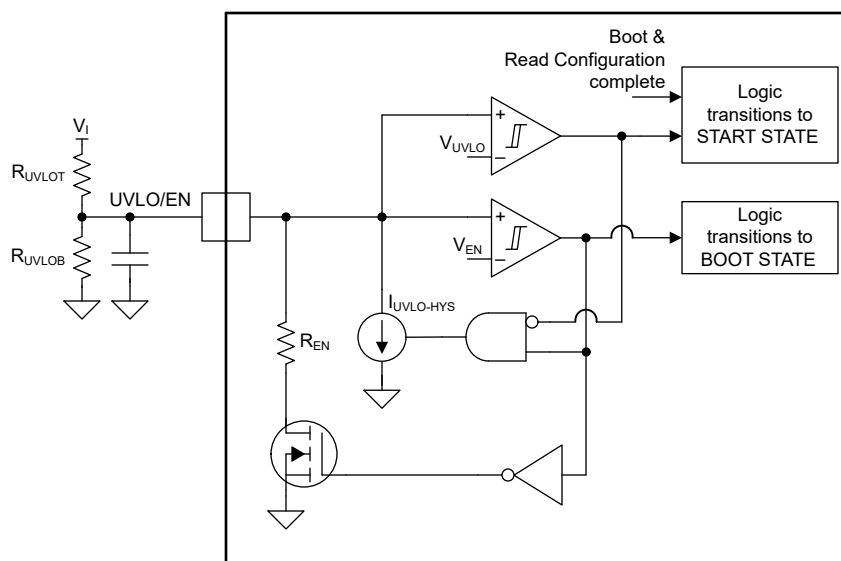 Boot &
Read Configuration
complete
Logic
transitions to
START STATE
V_I
R_UVLOT
UVLO/EN
V_UVLO
+
−
R_UVLOB
V_EN
+
−
Logic
transitions to
BOOT STATE
I_UVLO-HYS
R_EN